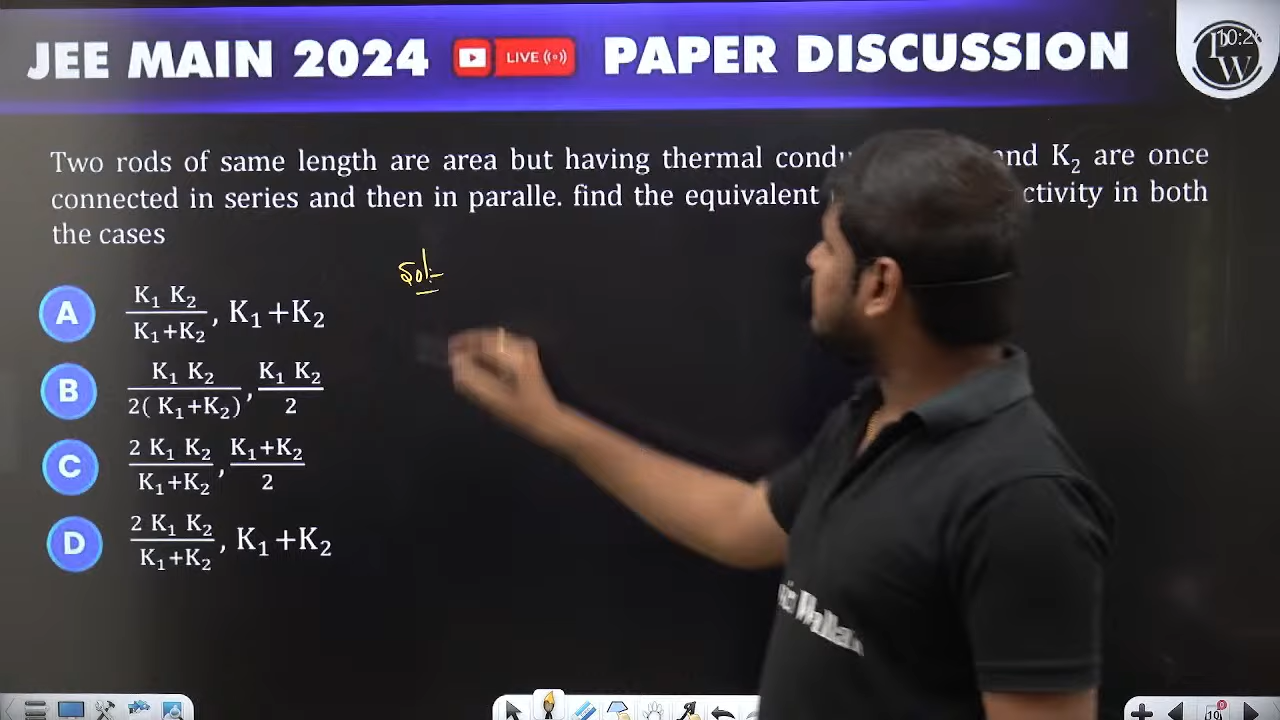 JEE MAIN 2024 LIVE PAPER DISCUSSION
Two rods of same length are area but having thermal and K₂ are once
connected in series and then in paralle. find the equivalent in both
the cases
Sol:-
A K₁ K₂/K₁+K₂, K₁+K₂
B K₁ K₂/2( K₁+K₂), K₁ K₂/2
C 2 K₁ K₂/K₁+K₂, K₁+K₂/2
D 2 K₁ K₂/K₁+K₂, K₁+K₂